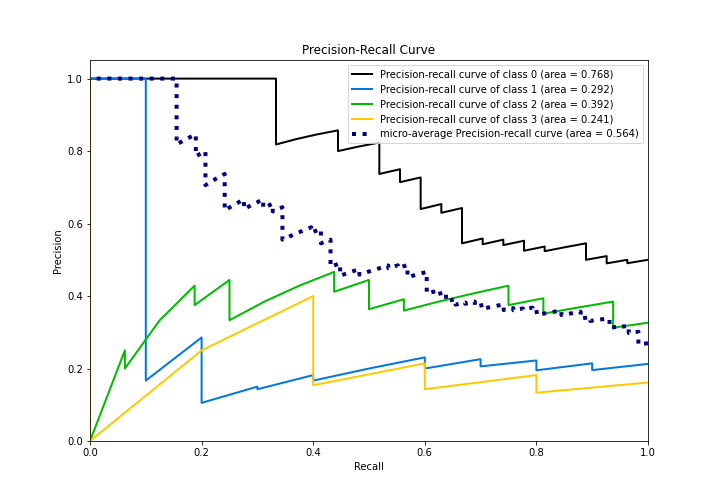 Precision-Recall Curve
Precision-recall curve of class 0 (area = 0.768)
Precision-recall curve of class 1 (area = 0.292)
Precision-recall curve of class 2 (area = 0.392)
Precision-recall curve of class 3 (area = 0.241)
micro-average Precision-recall curve (area = 0.564)
Precision
1.0
0.8
0.6
0.4
0.2
0.0
0.0 0.2 0.4 0.6 0.8 1.0
Recall